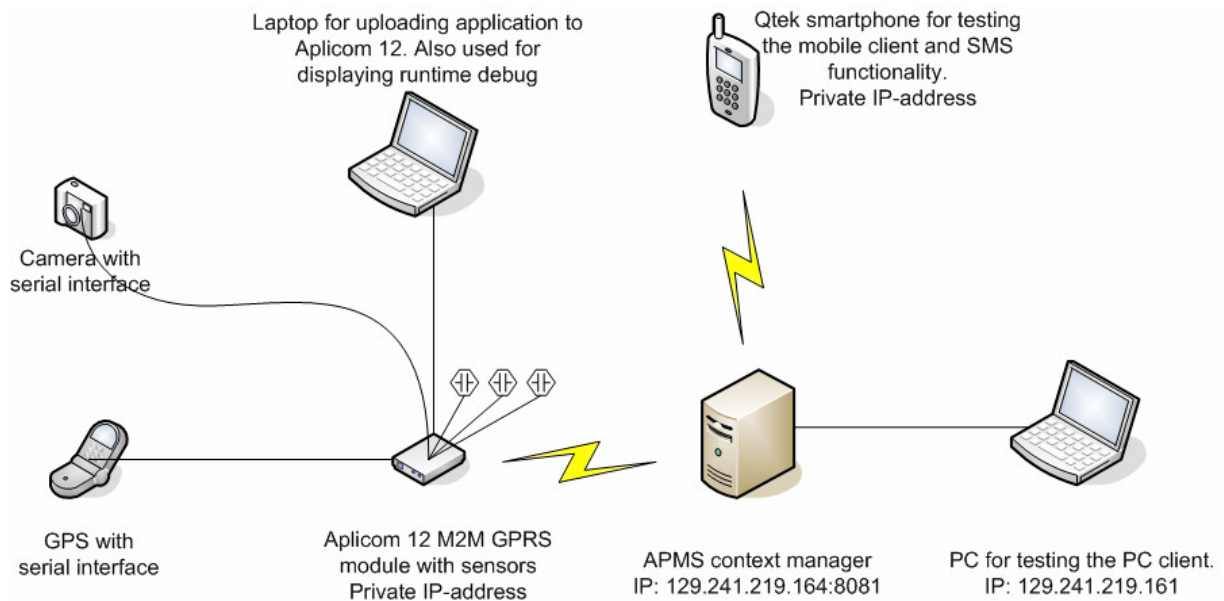 Laptop for uploading application to
Aplicom 12. Also used for
displaying runtime debug
Qtek smartphone for testing
the mobile client and SMS
functionality.
Private IP-address
Camera with
serial interface
GPS with
serial interface
Aplicom 12 M2M GPRS
module with sensors
Private IP-address
APMS context manager
IP: 129.241.219.164:8081
PC for testing the PC client.
IP: 129.241.219.161